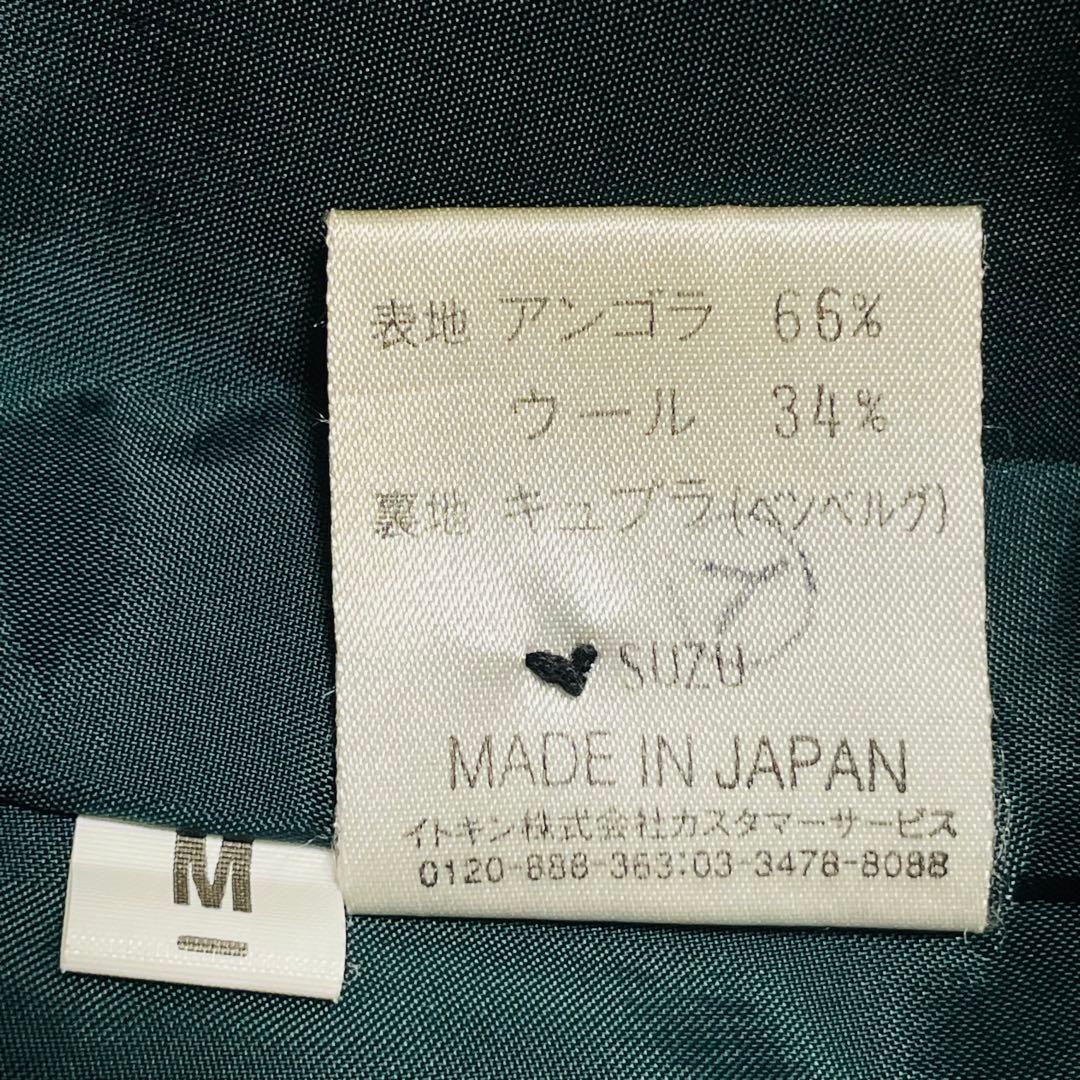 表地 アンゴラ 66%
ウール 34%
裏地 キュプラ(ベンベルグ)
SUZU
MADE IN JAPAN
イトキン株式会社カスタマーサービス
0120-888-363:03-3478-8088
M